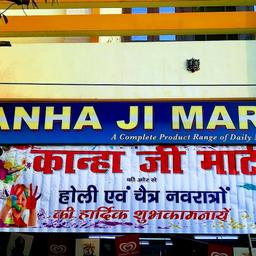 ANHA JI MAR
A Complete Product Range of Daily
कान्हा जी मार्ट
की ओर से
होली एवं चैत्र नवरात्रों
की हार्दिक शुभकामनायें